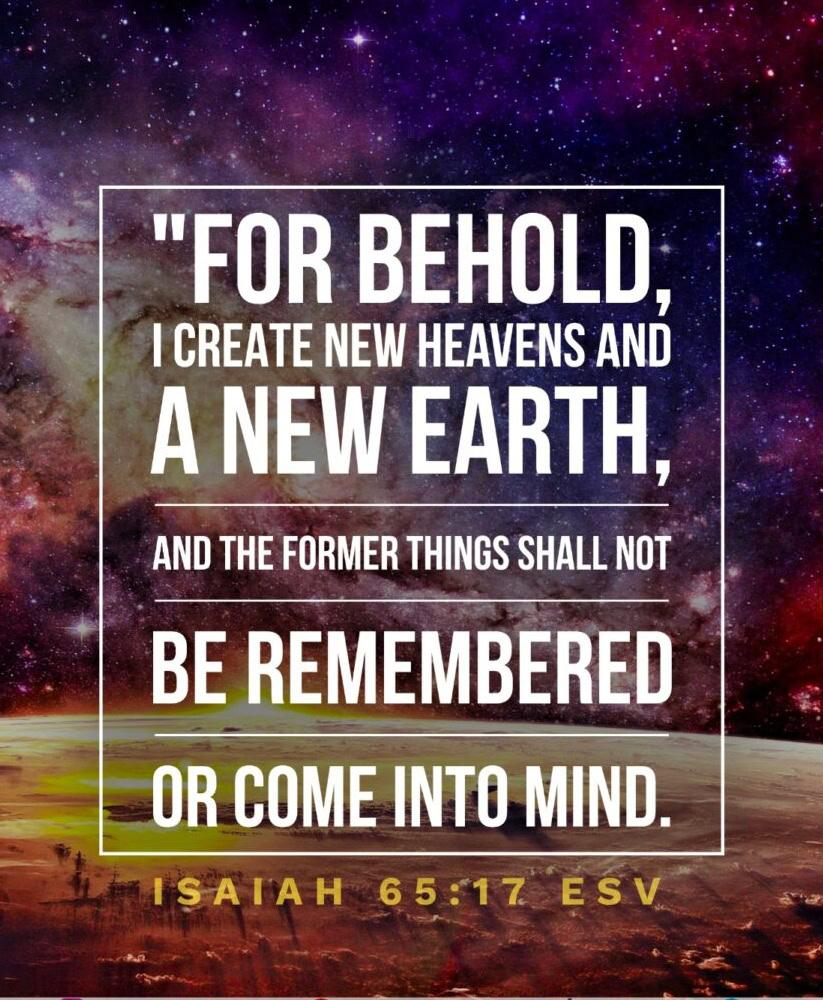 "FOR BEHOLD,
I CREATE NEW HEAVENS AND
A NEW EARTH,
AND THE FORMER THINGS SHALL NOT
BE REMEMBERED
OR COME INTO MIND.
ISAIAH 65:17 ESV